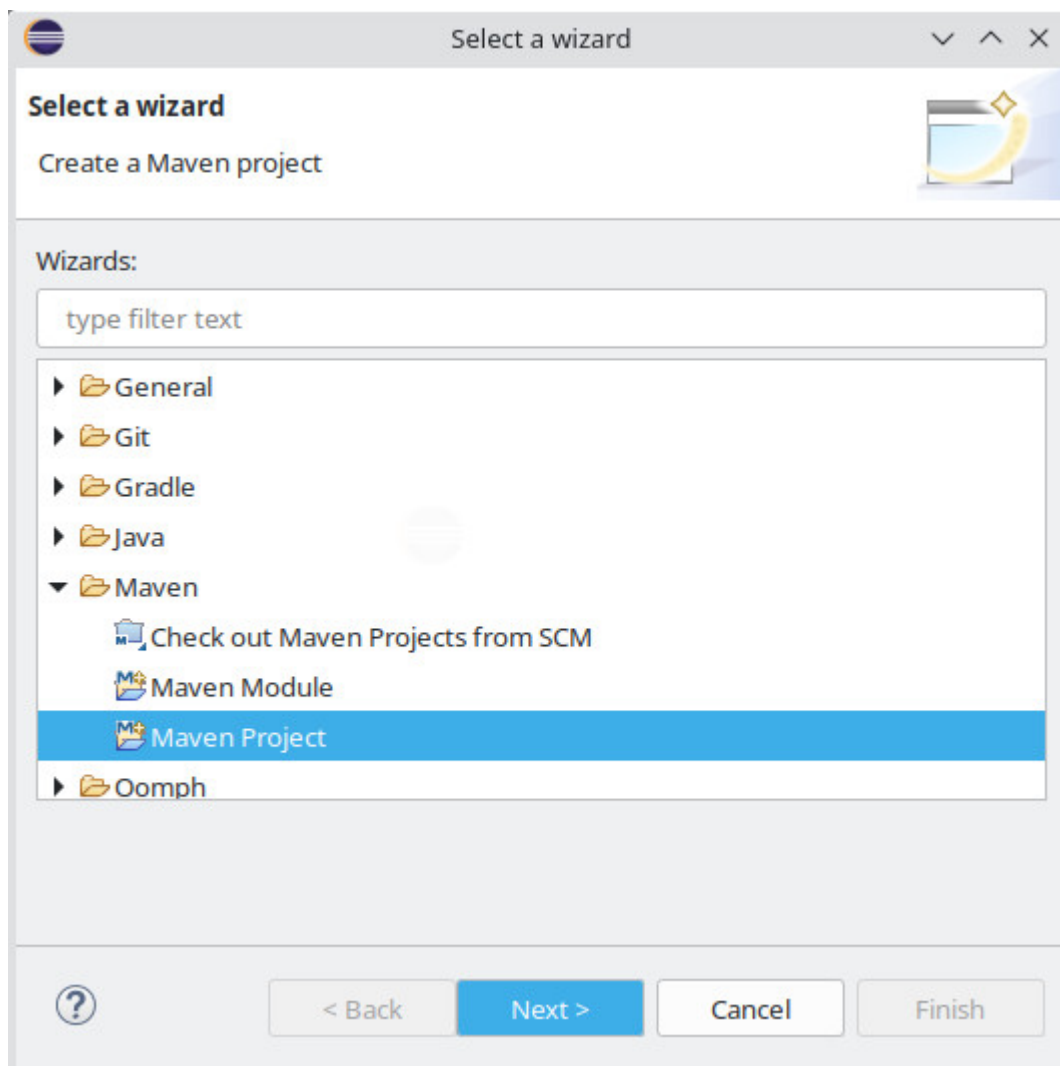 Select a wizard
Select a wizard
Create a Maven project
Wizards:
type filter text
General
Git
Gradle
Java
Maven
Check out Maven Projects from SCM
Maven Module
Maven Project
Oomph
< Back Next > Cancel Finish